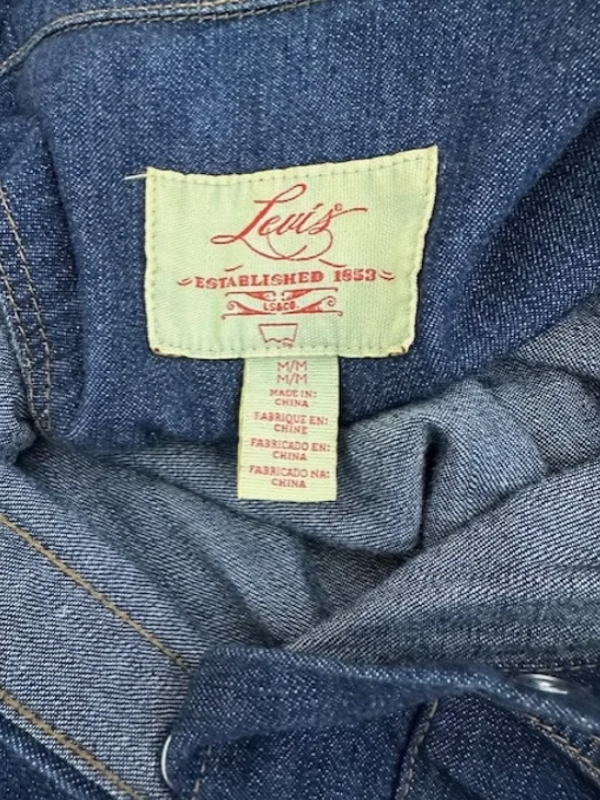 Levi's®
ESTABLISHED 1853
LS&CO.
M/M
M/M
MADE IN:
CHINA
FABRIQUE EN:
CHINE
FABRICADO EN:
CHINA
FABRICADO NA:
CHINA